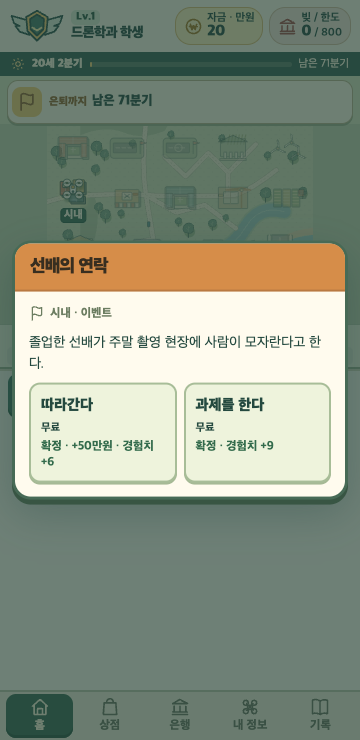 Lv.1
드론학과 학생
자금 · 만원
20
빚 / 한도
0 / 800
20세 2분기
남은 71분기
은퇴까지 남은 71분기
시내
선배의 연락
시내 · 이벤트
졸업한 선배가 주말 촬영 현장에 사람이 모자란다고 한
다.
따라간다
무료
확정 · +50만원 · 경험치
+6
과제를 한다
무료
확정 · 경험치 +9
홈
상점
은행
내 정보
기록